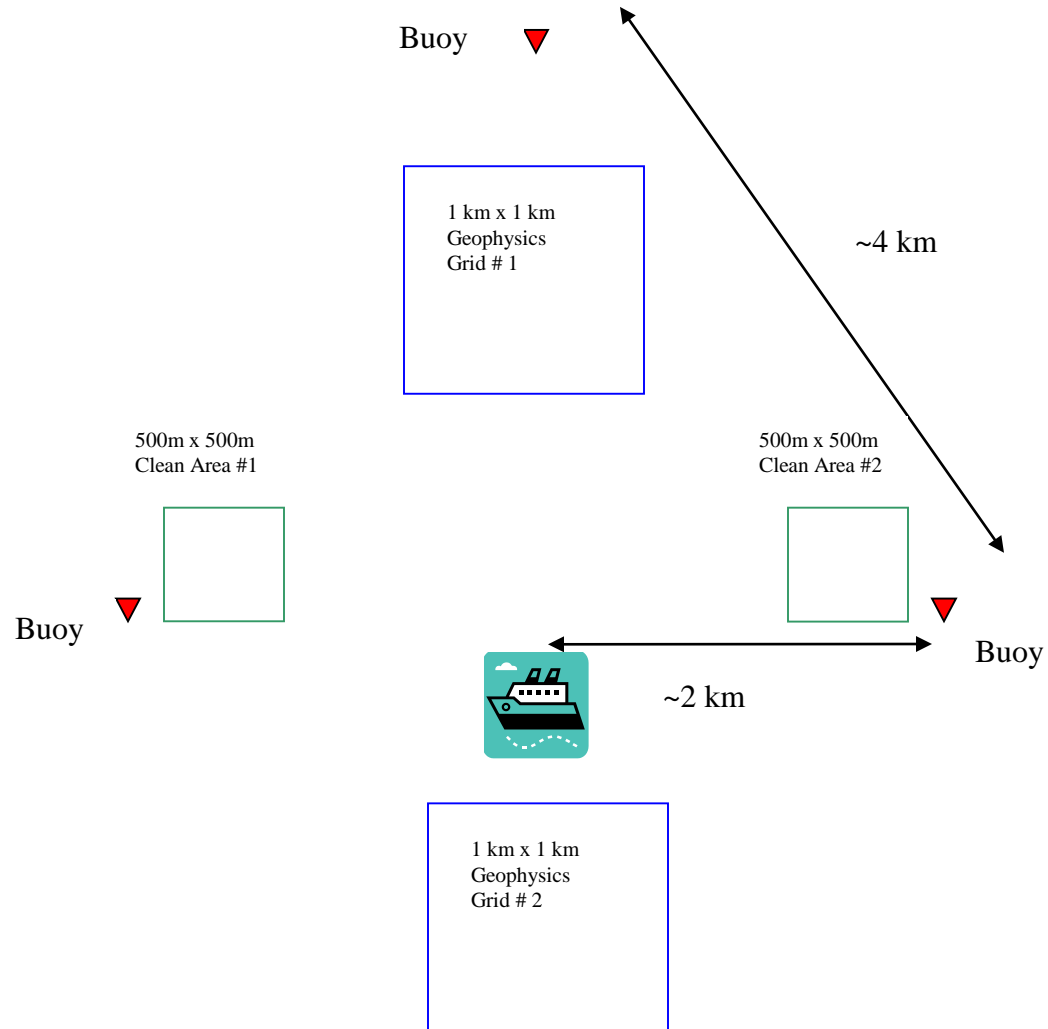 Buoy
1 km x 1 km
Geophysics
Grid # 1
~4 km
500m x 500m
Clean Area #1
500m x 500m
Clean Area #2
Buoy
Buoy
~2 km
1 km x 1 km
Geophysics
Grid # 2